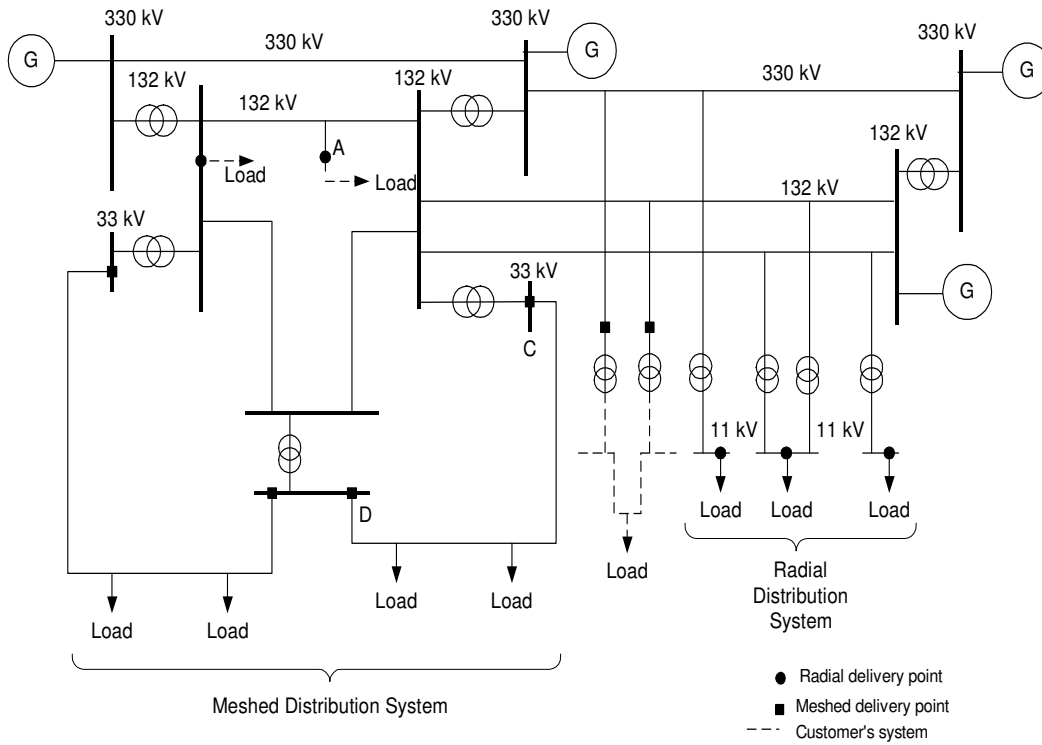 330 kV
330 kV
330 kV
G
330 kV
G
G
132 kV
132 kV
132 kV
330 kV
132 kV
A
Load
Load
132 kV
33 kV
33 kV
G
C
11 kV
11 kV
D
Load
Load
Load
Load
Load
Load
Load
Load
Radial
Distribution
System
Meshed Distribution System
Radial delivery point
Meshed delivery point
Customer's system